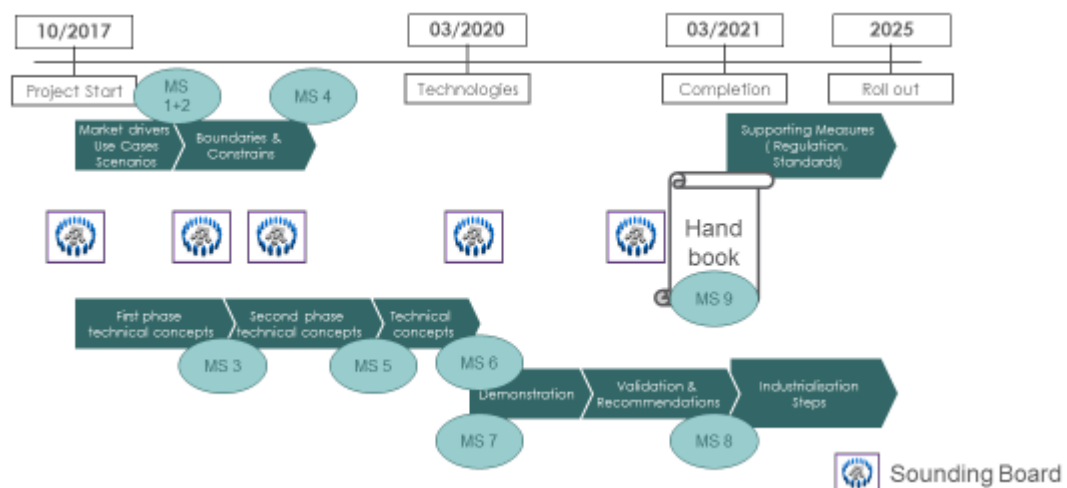 10/2017
03/2020
03/2021
2025
Project Start
MS
1+2
MS 4
Technologies
Completion
Roll out
Market drivers
Use Cases
Scenarios
Boundaries &
Constrains
Supporting Measures
( Regulation,
Standards)
Hand
book
MS 9
First phase
technical concepts
Second phase
technical concepts
Technical
concepts
MS 3
MS 5
MS 6
Demonstration
Validation &
Recommendations
Industrialisation
Steps
MS 7
MS 8
Sounding Board